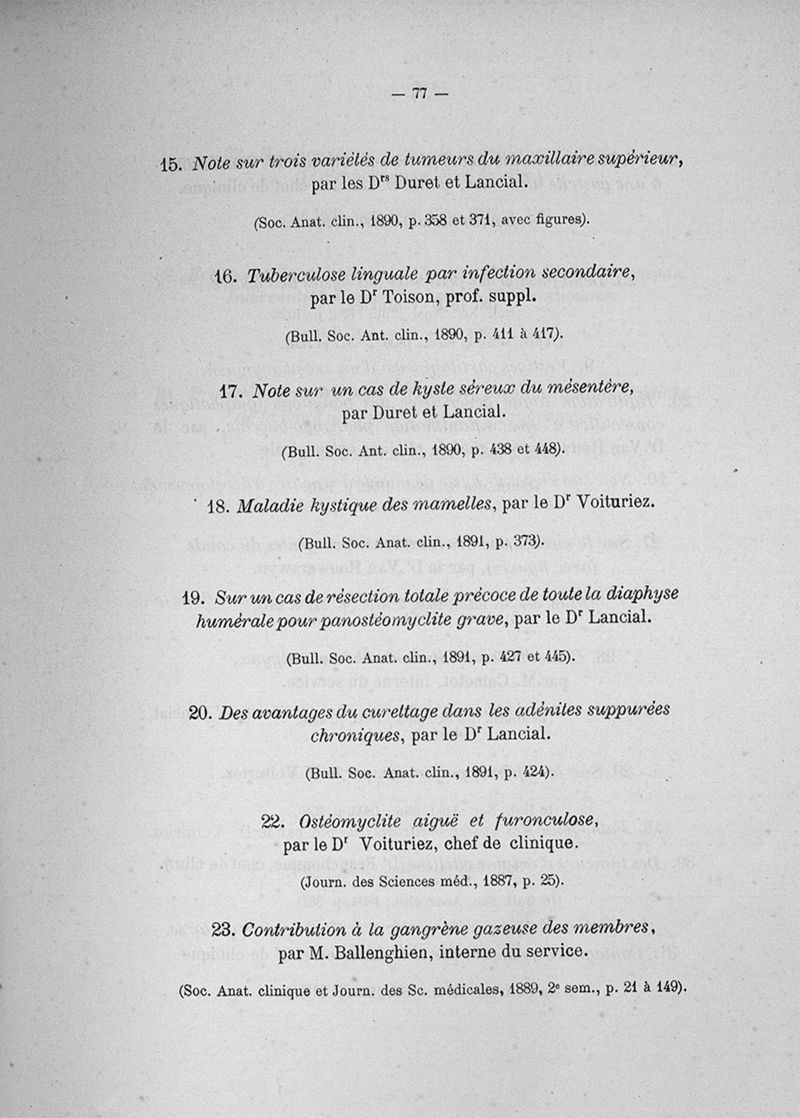 — 77 —
15. Note sur trois variétés de tumeurs du maxillaire supérieur,
par les Drs Duret et Lancial.
(Soc. Anat. clin., 1890, p. 358 et 371, avec figures).
16. Tuberculose linguale par infection secondaire,
par le Dr Toison, prof. suppl.
(Bull. Soc. Ant. clin., 1890, p. 411 à 417).
17. Note sur un cas de kyste séreux du mésentère,
par Duret et Lancial.
(Bull. Soc. Ant. clin., 1890, p. 438 et 448).
18. Maladie kystique des mamelles, par le Dr Voituriez.
(Bull. Soc. Anat. clin., 1891, p. 373).
19. Sur un cas de résection totale précoce de toute la diaphyse
humérale pour panostéomyclite grave, par le Dr Lancial.
(Bull. Soc. Anat. clin., 1891, p. 427 et 445).
20. Des avantages du curettage dans les adénites suppurées
chroniques, par le Dr Lancial.
(Bull. Soc. Anat. clin., 1891, p. 424).
22. Ostéomyclite aiguë et furonculose,
par le Dr Voituriez, chef de clinique.
(Journ. des Sciences méd., 1887, p. 25).
23. Contribution à la gangrène gazeuse des membres,
par M. Ballenghien, interne du service.
(Soc. Anat. clinique et Journ. des Sc. médicales, 1889, 2e sem., p. 21 à 149).